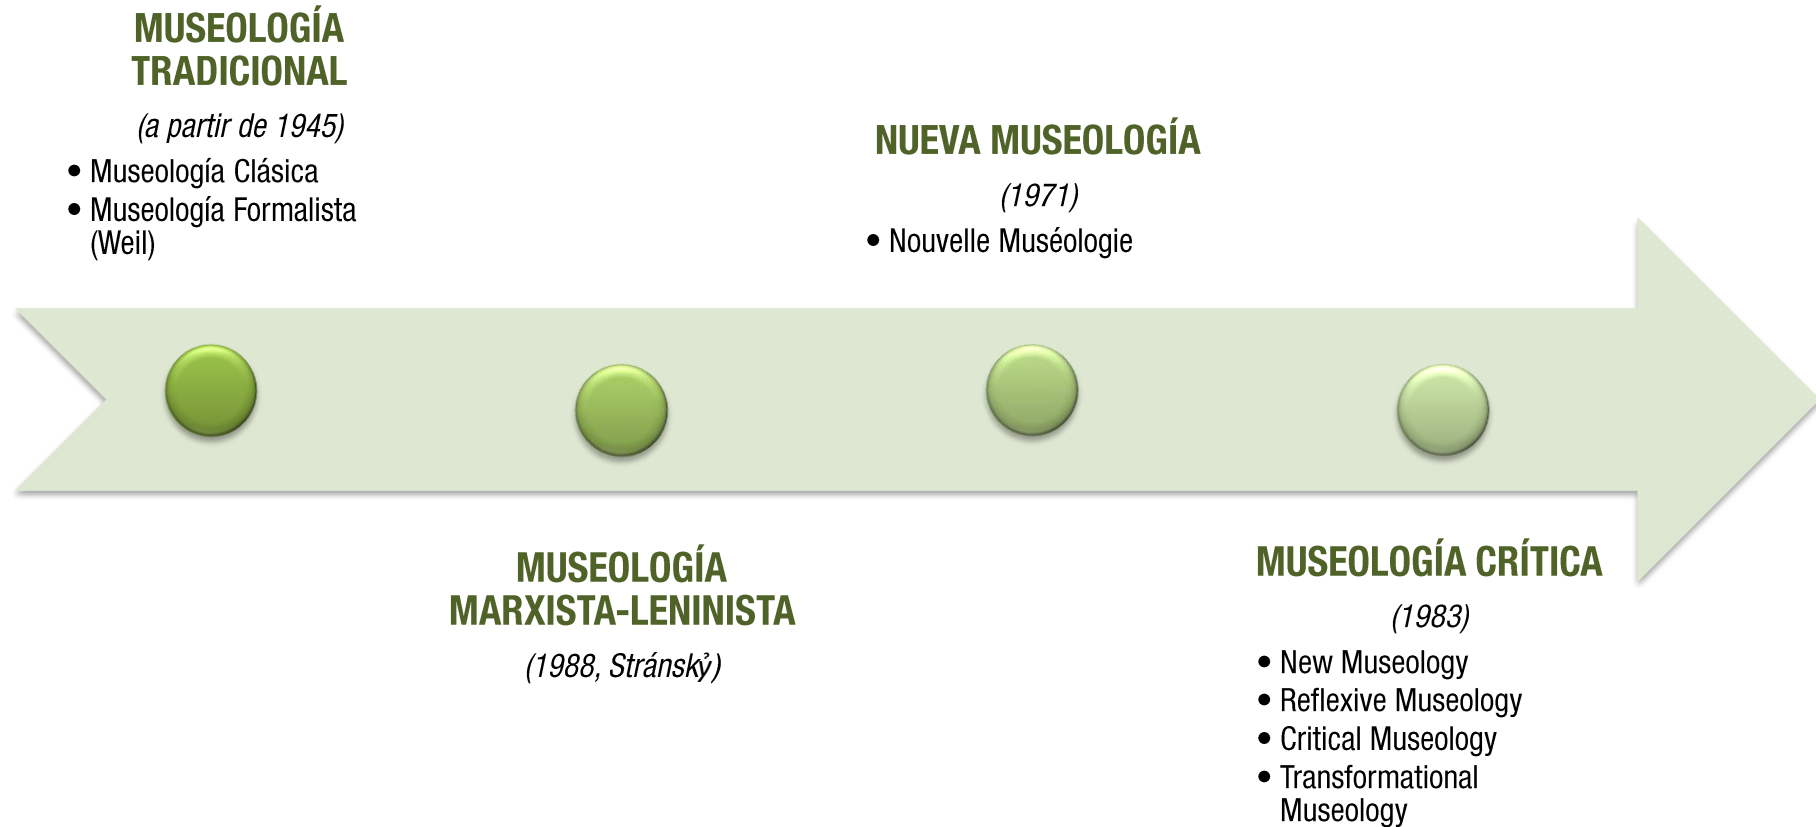 MUSEOLOGÍA
TRADICIONAL
(a partir de 1945)
• Museología Clásica
• Museología Formalista
(Weil)
MUSEOLOGÍA
MARXISTA-LENINISTA
(1988, Stránskỷ)
NUEVA MUSEOLOGÍA
(1971)
• Nouvelle Muséologie
MUSEOLOGÍA CRÍTICA
(1983)
• New Museology
• Reflexive Museology
• Critical Museology
• Transformational
Museology